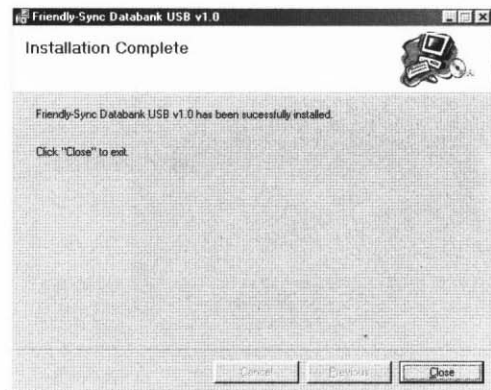 Friendly-Sync Databank USB v1.0
Installation Complete
Friendly-Sync Databank USB v1.0 has been sucessfully installed.
Click "Close" to exit.
Cancel Previous Close